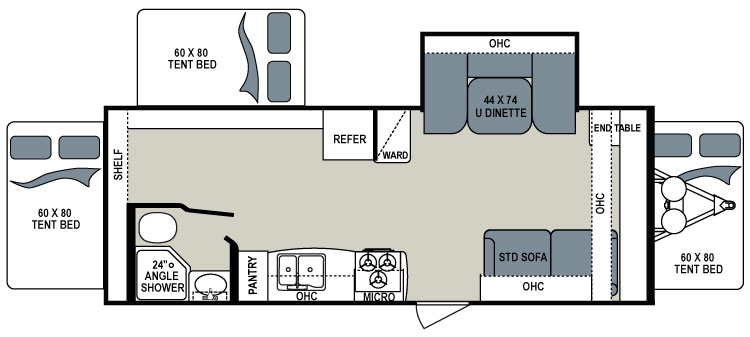 OHC
60 X 80
TENT BED
44 X 74
U DINETTE
REFER
WARD
END TABLE
SHELF
60 X 80
TENT BED
OHC
24"
ANGLE
SHOWER
PANTRY
STD SOFA
60 X 80
TENT BED
OHC
MICRO
OHC